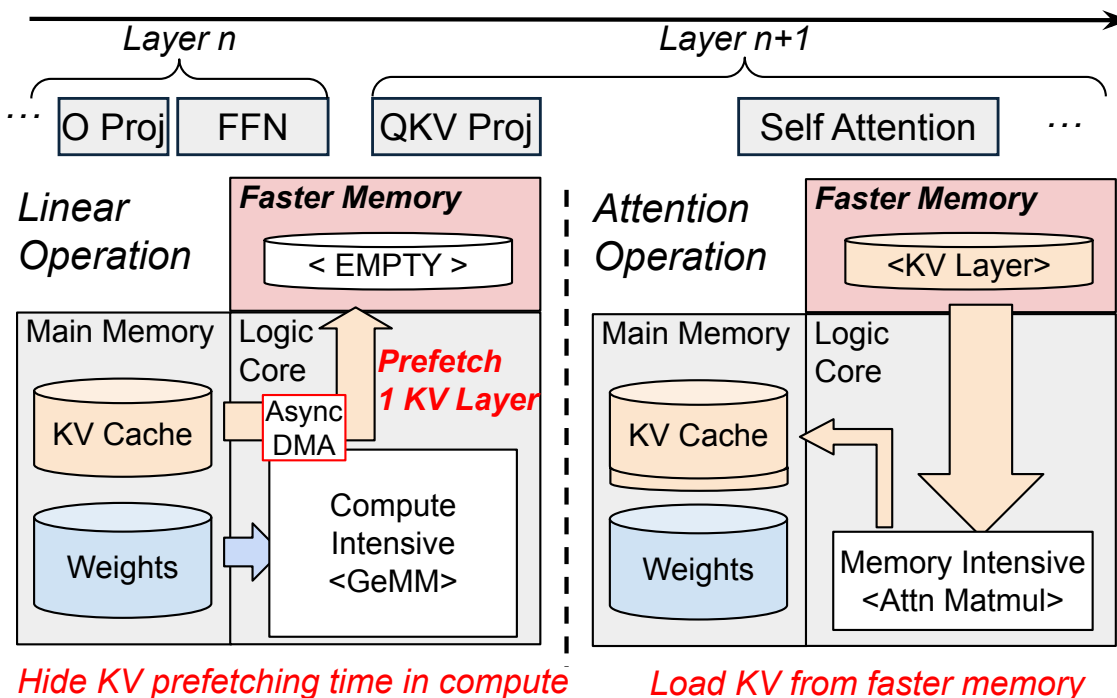 Layer n
Layer n+1
...
O Proj
FFN
QKV Proj
Self Attention
...
Linear
Operation
Faster Memory
< EMPTY >
Main Memory
Logic
Core
Prefetch
1 KV Layer
KV Cache
Async
DMA
Weights
Compute
Intensive
<GeMM>
Hide KV prefetching time in compute
Attention
Operation
Faster Memory
<KV Layer>
Main Memory
Logic
Core
KV Cache
Weights
Memory Intensive
<Attn Matmul>
Load KV from faster memory